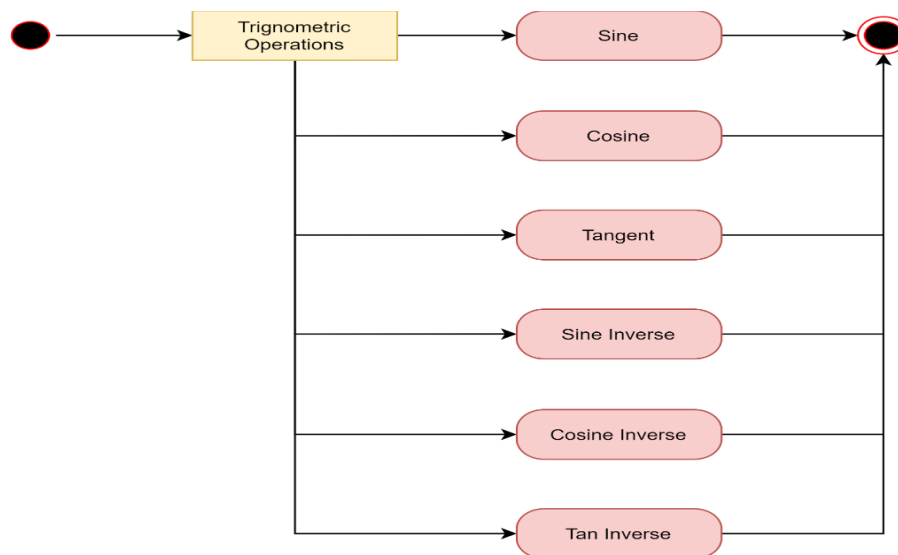 Trignometric
Operations
Sine
Cosine
Tangent
Sine Inverse
Cosine Inverse
Tan Inverse